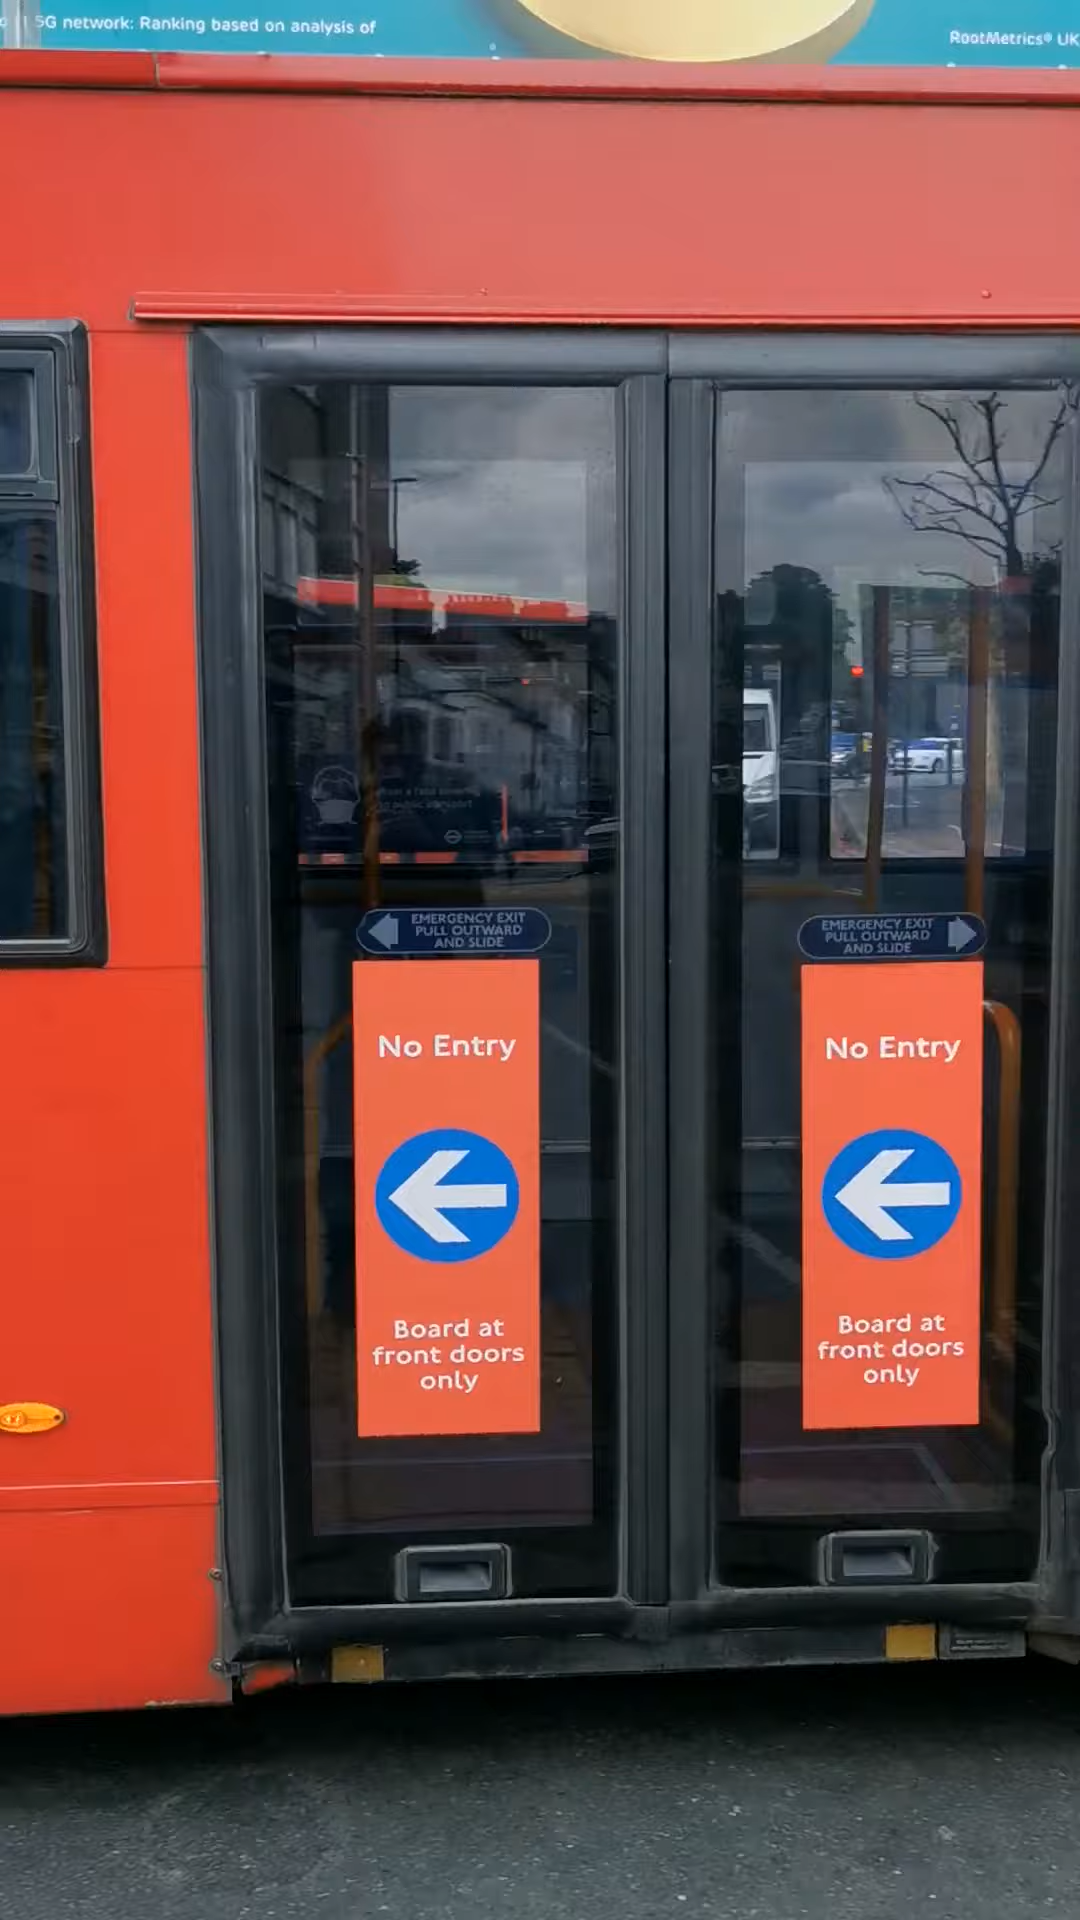 5G network: Ranking based on analysis of
RootMetrics® UK
EMERGENCY EXIT
PULL OUTWARD
AND SLIDE
No Entry
Board at
front doors
only
EMERGENCY EXIT
PULL OUTWARD
AND SLIDE
No Entry
Board at
front doors
only